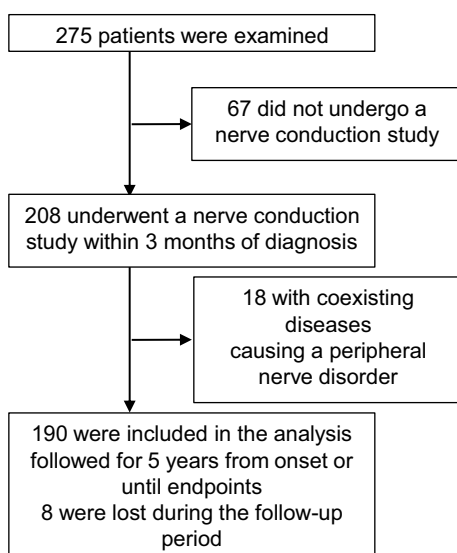 275 patients were examined
67 did not undergo a
nerve conduction study
208 underwent a nerve conduction
study within 3 months of diagnosis
18 with coexisting
diseases
causing a peripheral
nerve disorder
190 were included in the analysis
followed for 5 years from onset or
until endpoints
8 were lost during the follow-up
period